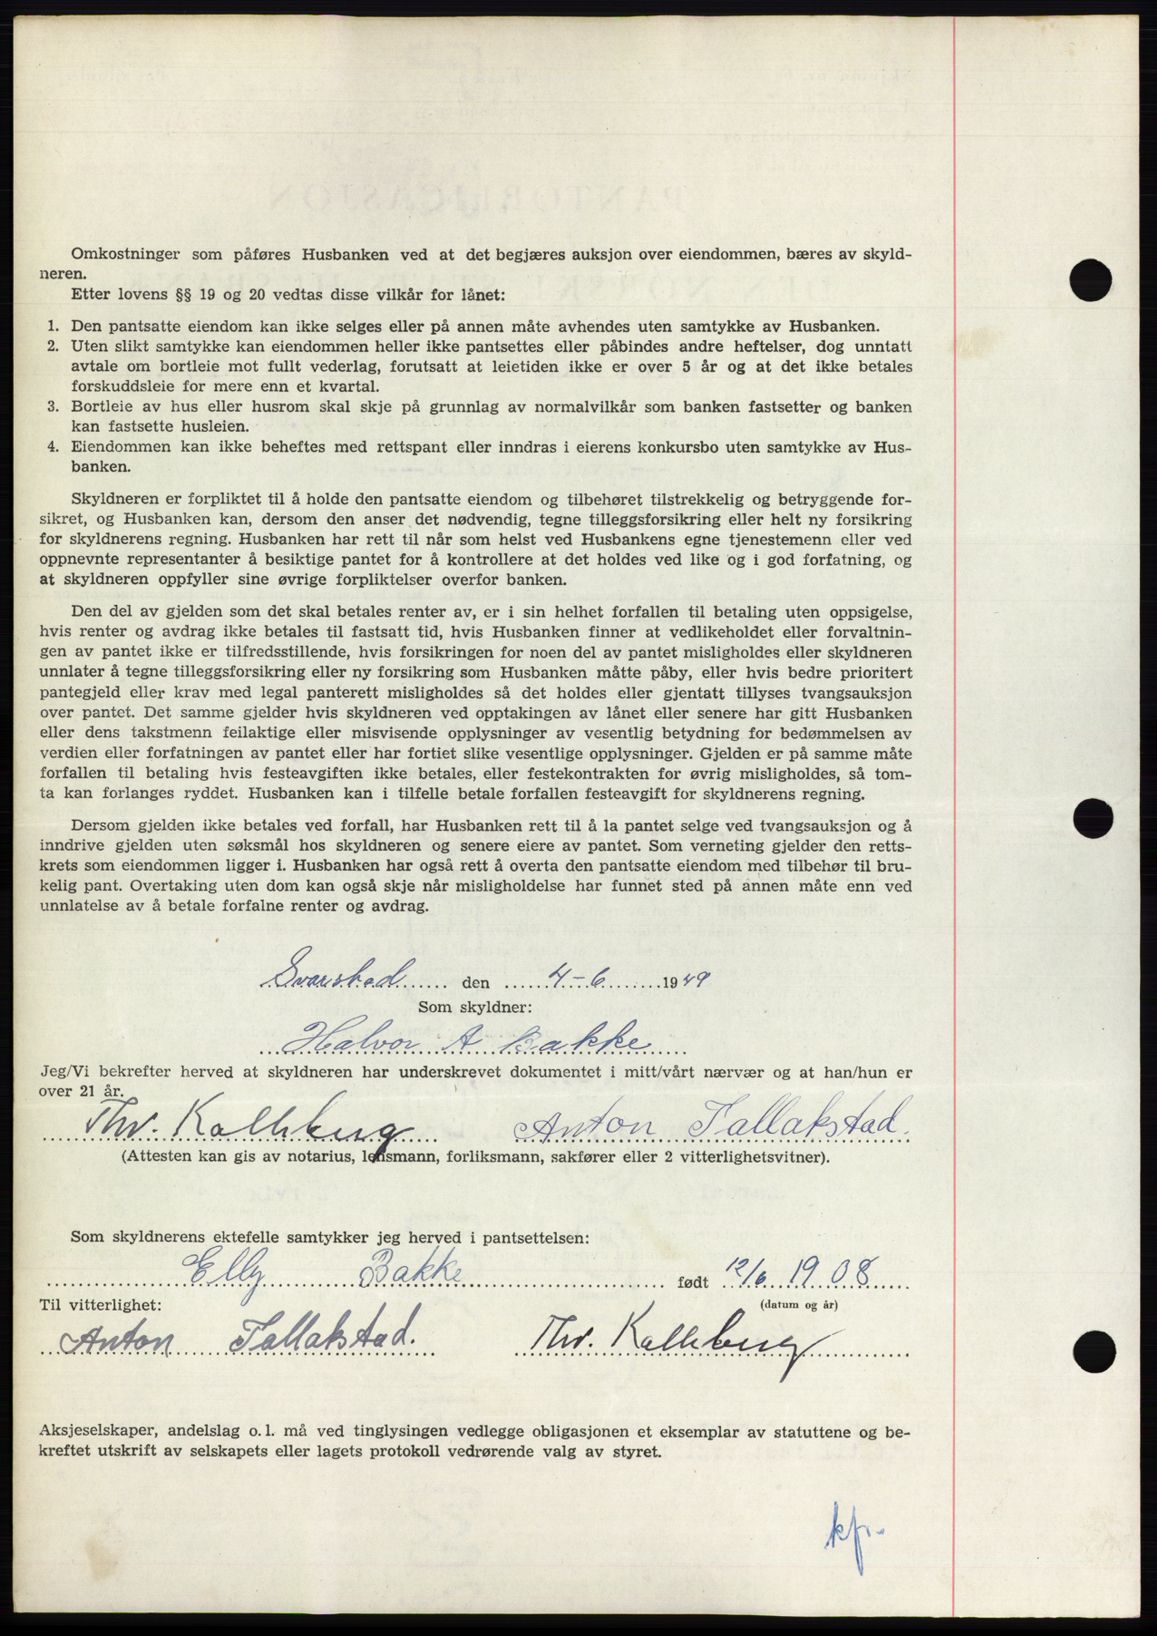 Omkostninger som påføres Husbanken ved at det begjæres auksjon over eiendommen, bæres av skyld-
neren.
Etter lovens §§ 19 og 20 vedtas disse vilkår for lånet:
1. Den pantsatte eiendom kan ikke selges eller på annen måte avhendes uten samtykke av Husbanken.
2. Uten slikt samtykke kan eiendommen heller ikke pantsettes eller påbindes andre heftelser, dog unntatt
avtale om bortleie mot fullt vederlag, forutsatt at leietiden ikke er over 5 år og at det ikke betales
forskuddsleie for mere enn et kvartal.
3. Bortleie av hus eller husrom skal skje på grunnlag av normalvilkår som banken fastsetter og banken
kan fastsette husleien.
4. Eiendommen kan ikke beheftes med rettspant eller inndras i eierens konkursbo uten samtykke av Hus-
banken.
Skyldneren er forpliktet til å holde den pantsatte eiendom og tilbehøret tilstrekkelig og betryggende for-
sikret, og Husbanken kan, dersom den anser det nødvendig, tegne tilleggsforsikring eller helt ny forsikring
for skyldnerens regning. Husbanken har rett til når som helst ved Husbankens egne tjenestemenn eller ved
oppnevnte representanter å besiktige pantet for å kontrollere at det holdes ved like og i god forfatning, og
at skyldneren oppfyller sine øvrige forpliktelser overfor banken.
Den del av gjelden som det skal betales renter av, er i sin helhet forfallen til betaling uten oppsigelse,
hvis renter og avdrag ikke betales til fastsatt tid, hvis Husbanken finner at vedlikeholdet eller forvaltnin-
gen av pantet ikke er tilfredsstillende, hvis forsikringen for noen del av pantet misligholdes eller skyldneren
unnlater å tegne tilleggsforsikring eller ny forsikring som Husbanken måtte påby, eller hvis bedre prioritert
pantegjeld eller krav med legal panterett misligholdes så det holdes eller gjentatt tillyses tvangsauksjon
over pantet. Det samme gjelder hvis skyldneren ved opptakingen av lånet eller senere har gitt Husbanken
eller dens takstmenn feilaktige eller misvisende opplysninger av vesentlig betydning for bedømmelsen av
verdien eller forfatningen av pantet eller har fortiet slike vesentlige opplysninger. Gjelden er på samme måte
forfallen til betaling hvis festeavgiften ikke betales, eller festekontrakten for øvrig misligholdes, så tom-
ta kan forlanges ryddet. Husbanken kan i tilfelle betale forfallen festeavgift for skyldnerens regning.
Dersom gjelden ikke betales ved forfall, har Husbanken rett til å la pantet selge ved tvangsauksjon og å
inndrive gjelden uten søksmål hos skyldneren og senere eiere av pantet. Som verneting gjelder den retts-
krets som eiendommen ligger i. Husbanken har også rett å overta den pantsatte eiendom med tilbehør til bru-
kelig pant. Overtaking uten dom kan også skje når misligholdelse har funnet sted på annen måte enn ved
unnlatelse av å betale forfalne renter og avdrag.
Svarstad den 4-6 1949
Som skyldner:
Halvor A Bakke
Jeg/Vi bekrefter herved at skyldneren har underskrevet dokumentet i mitt/vårt nærvær og at han/hun er
over 21 år.
Thv. Kalleberg Anton Tallakstad.
(Attesten kan gis av notarius, lensmann, forliksmann, sakfører eller 2 vitterlighetsvitner).
Som skyldnerens ektefelle samtykker jeg herved i pantsettelsen:
Elly Bakke født 12/6 1908
Til vitterlighet: (datum og år)
Anton Tallakstad. Thv. Kalleberg
Aksjeselskaper, andelslag o. l. må ved tinglysingen vedlegge obligasjonen et eksemplar av statuttene og be-
kreftet utskrift av selskapets eller lagets protokoll vedrørende valg av styret.